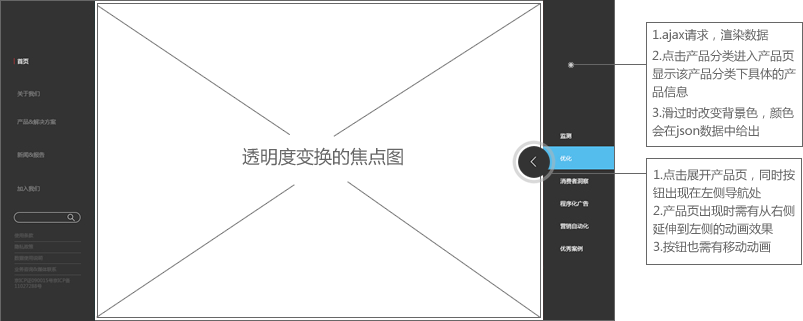 首页
关于我们
产品&解决方案
新闻&报告
加入我们
透明度变换的焦点图
监测
优化
消费者洞察
程序化广告
营销自动化
优秀案例
1.ajax请求，渲染数据
2.点击产品分类进入产品页
显示该产品分类下具体的产
品信息
3.滑过时改变背景色，颜色
会在json数据中给出
1.点击展开产品页，同时按
钮出现在左侧导航处
2.产品页出现时需有从右侧
延伸到左侧的动画效果
3.按钮也需有移动动画